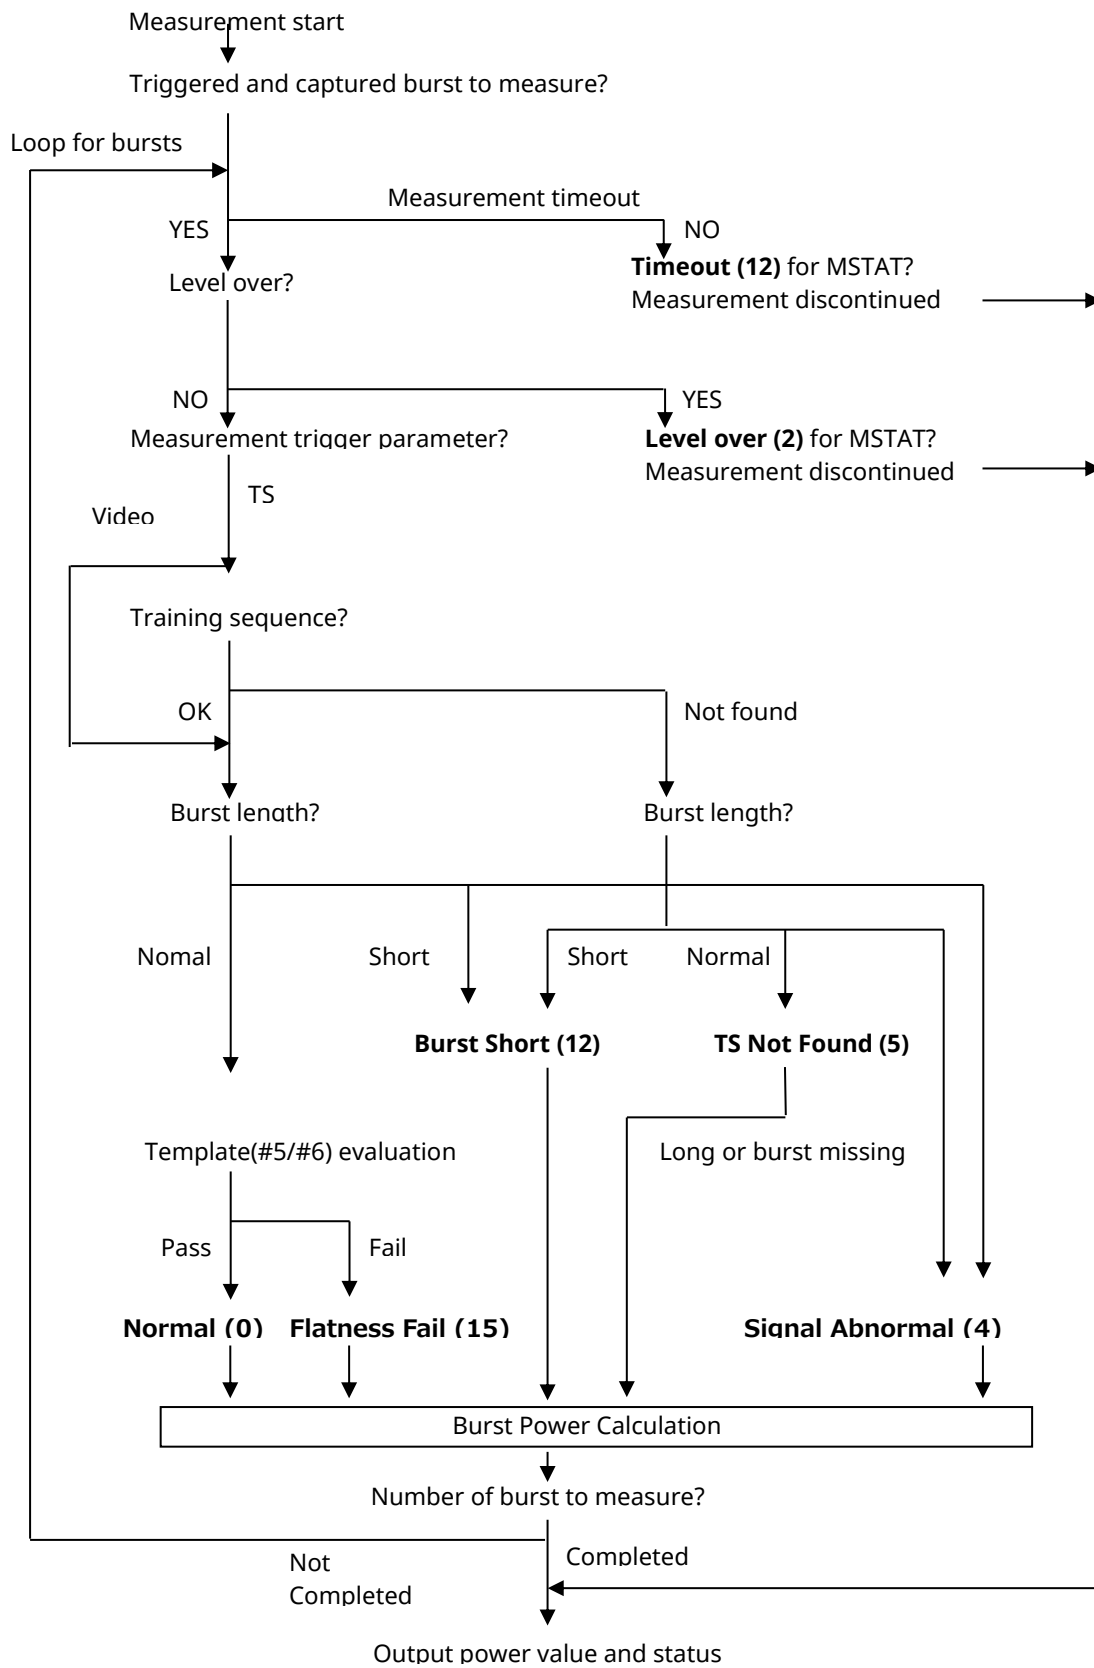 Measurement start
Triggered and captured burst to measure?
Loop for bursts
Measurement timeout
YES
NO
Timeout (12) for MSTAT?
Level over?
Measurement discontinued
NO
YES
Measurement trigger parameter?
Level over (2) for MSTAT?
Measurement discontinued
TS
Video
Training sequence?
OK
Not found
Burst length?
Burst length?
Nomal
Short
Short
Normal
Burst Short (12)
TS Not Found (5)
Template(#5/#6) evaluation
Long or burst missing
Pass
Fail
Normal (0)
Flatness Fail (15)
Signal Abnormal (4)
Burst Power Calculation
Number of burst to measure?
Completed
Not
Completed
Output power value and status